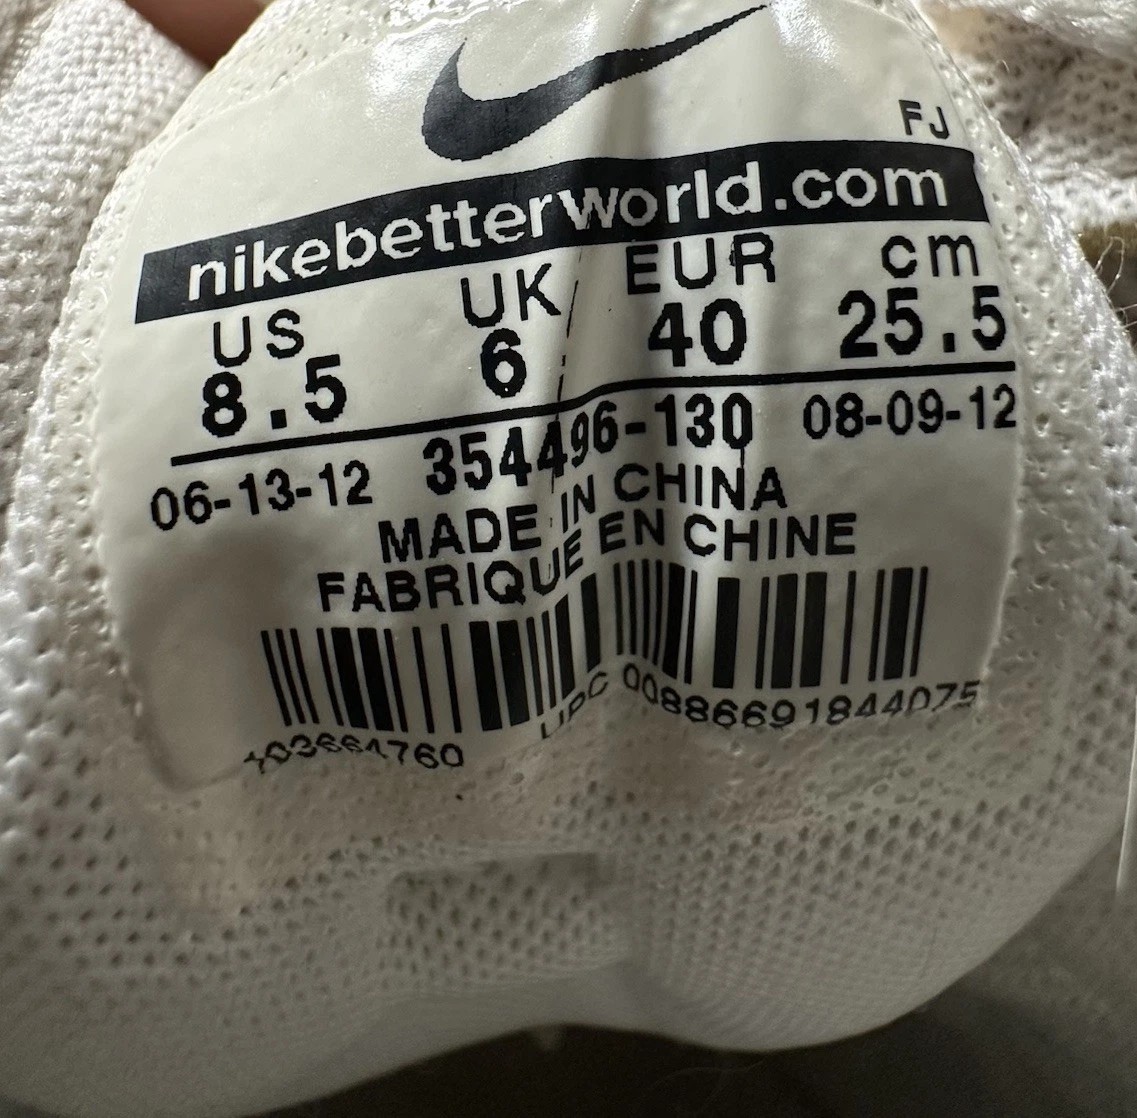 FJ
nikebetterworld.com
US UK EUR cm
8.5 6 40 25.5
06-13-12 354496-130 08-09-12
MADE IN CHINA
FABRIQUE EN CHINE
UPC 00886691844075